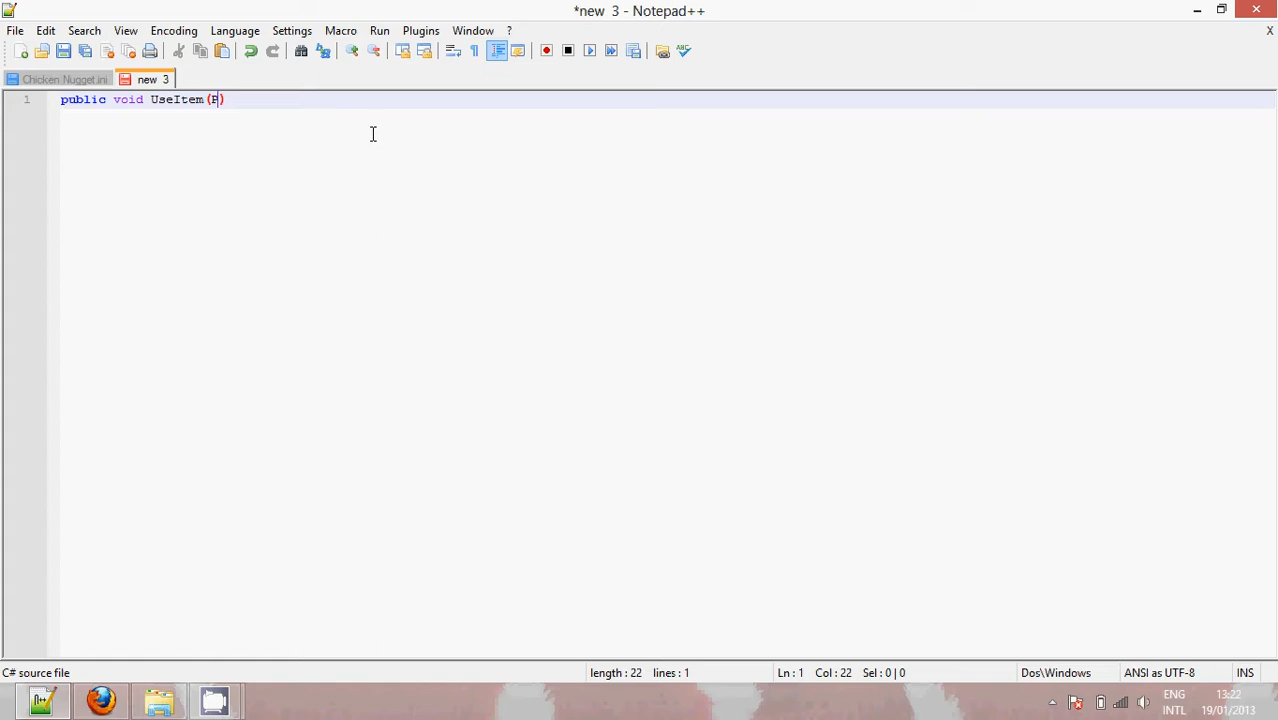 *new  3 - Notepad++
File Edit Search View Encoding Language Settings Macro Run Plugins Window ? X
Chicken Nugget.ini new 3
1 public void UseItem(P)
C# source file length : 22 lines : 1 Ln : 1 Col : 22 Sel : 0 | 0 Dos\Windows ANSI as UTF-8 INS
ENG 13:22
INTL 19/01/2013